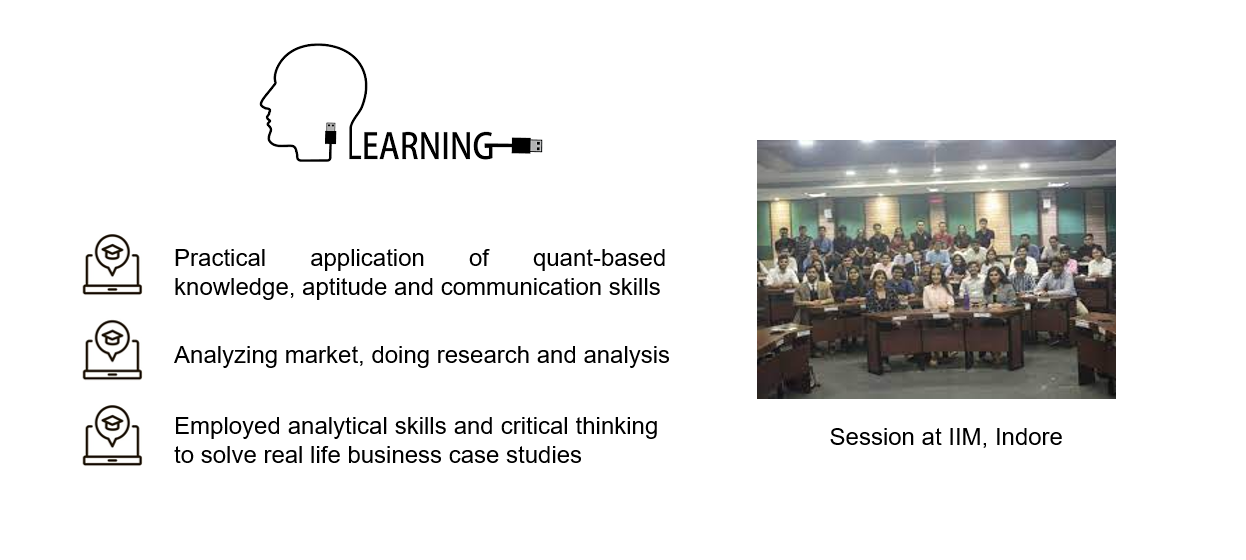 LEARNING
Practical application of quant-based
knowledge, aptitude and communication skills
Analyzing market, doing research and analysis
Employed analytical skills and critical thinking
to solve real life business case studies
Session at IIM, Indore